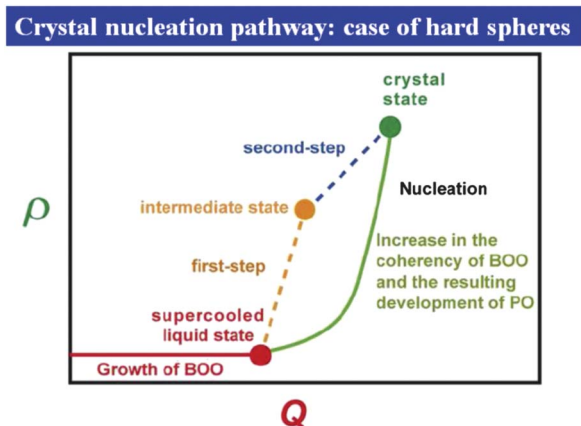 Crystal nucleation pathway: case of hard spheres
crystal
state
second-step
Nucleation
ρ
intermediate state
Increase in the
coherency of BOO
and the resulting
development of PO
first-step
supercooled
liquid state
Growth of BOO
Q